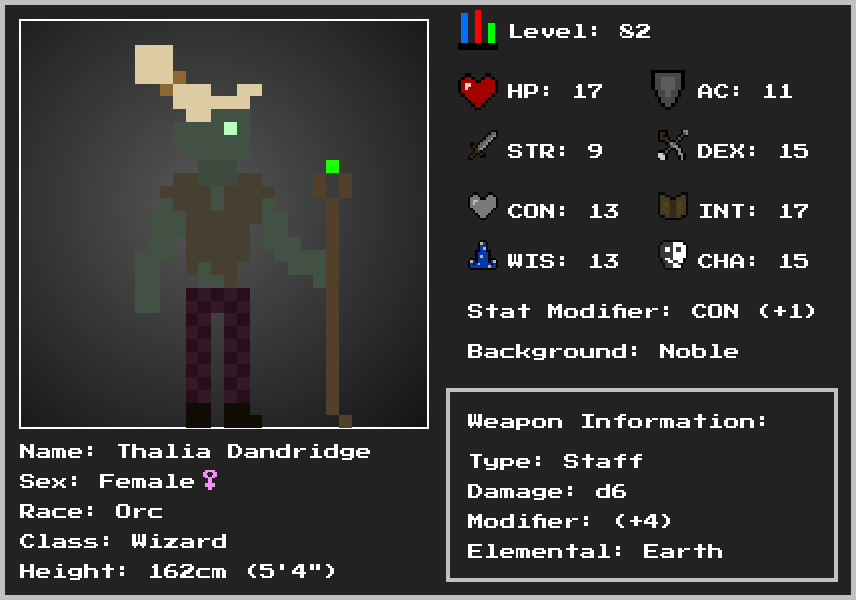 Level: 82
HP: 17
AC: 11
STR: 9
DEX: 15
CON: 13
INT: 17
WIS: 13
CHA: 15
Stat Modifier: CON (+1)
Background: Noble
Weapon Information:
Type: Staff
Damage: d6
Modifier: (+4)
Elemental: Earth
Name: Thalia Dandridge
Sex: Female♀
Race: Orc
Class: Wizard
Height: 162cm (5'4")